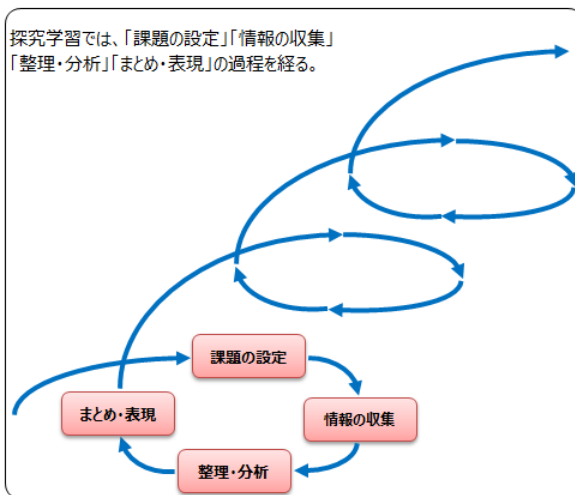 探究学習では、「課題の設定」「情報の収集」
「整理・分析」「まとめ・表現」の過程を経る。
課題の設定
情報の収集
整理・分析
まとめ・表現